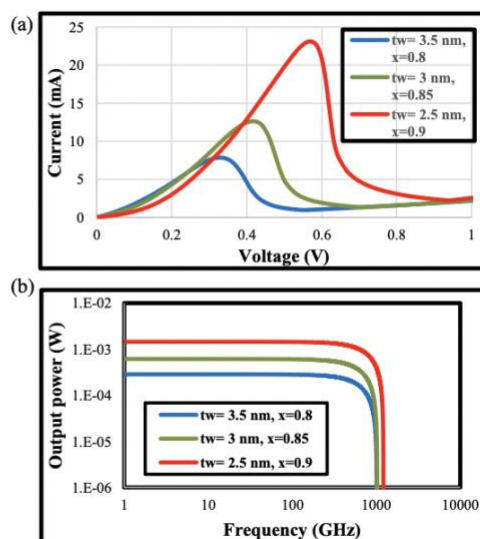 (a)
25
20
15
10
5
0
Current (mA)
0 0.2 0.4 0.6 0.8 1
Voltage (V)
tw= 3.5 nm,
x=0.8
tw= 3 nm,
x=0.85
tw= 2.5 nm,
x=0.9
(b)
1.E-02
1.E-03
1.E-04
1.E-05
1.E-06
Output power (W)
tw= 3.5 nm, x=0.8
tw= 3 nm, x=0.85
tw= 2.5 nm, x=0.9
1 10 100 1000 10000
Frequency (GHz)